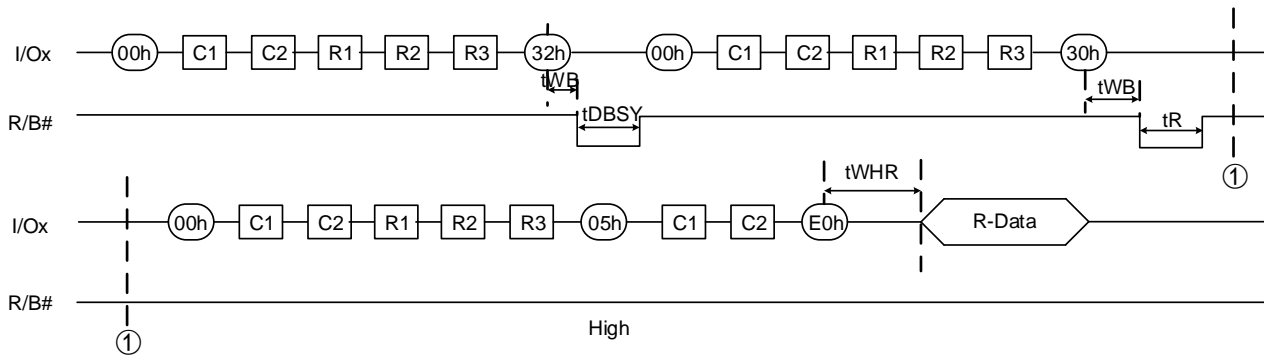 I/Ox 00h C1 C2 R1 R2 R3 32h 00h C1 C2 R1 R2 R3 30h
tWB tWB
R/B# tDBSY tR
①
tWHR
I/Ox 00h C1 C2 R1 R2 R3 05h C1 C2 E0h R-Data
R/B#
High
①